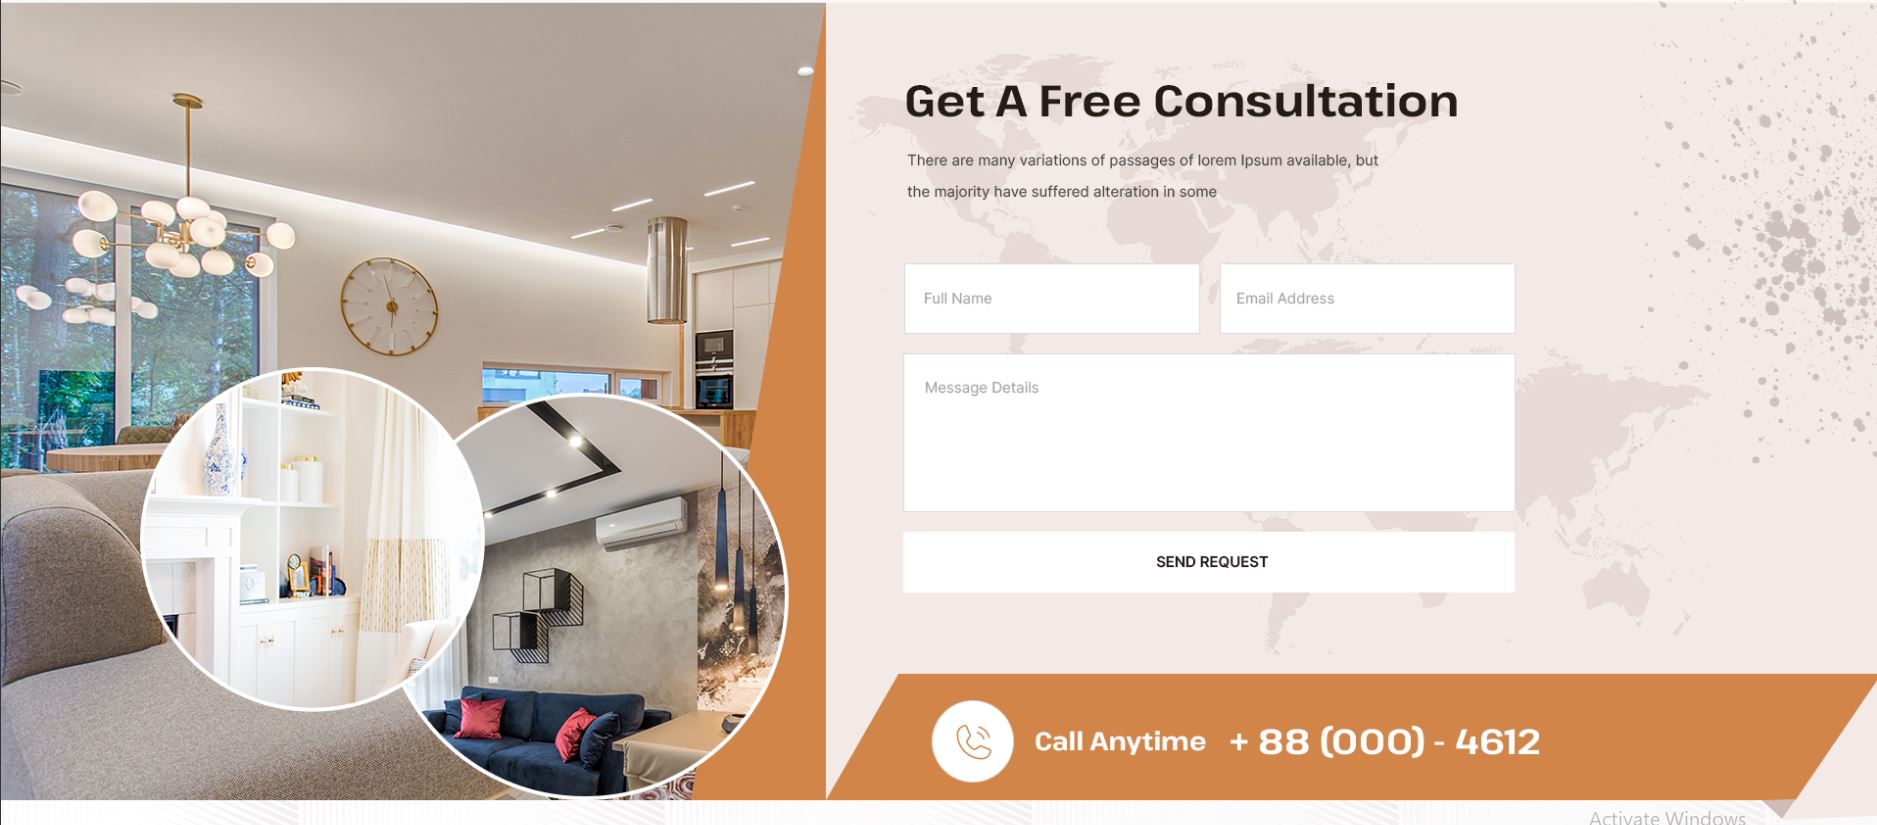 Get A Free Consultation
There are many variations of passages of lorem Ipsum available, but
the majority have suffered alteration in some
Full Name
Email Address
Message Details
SEND REQUEST
Call Anytime + 88 (000) - 4612
Activate Windows